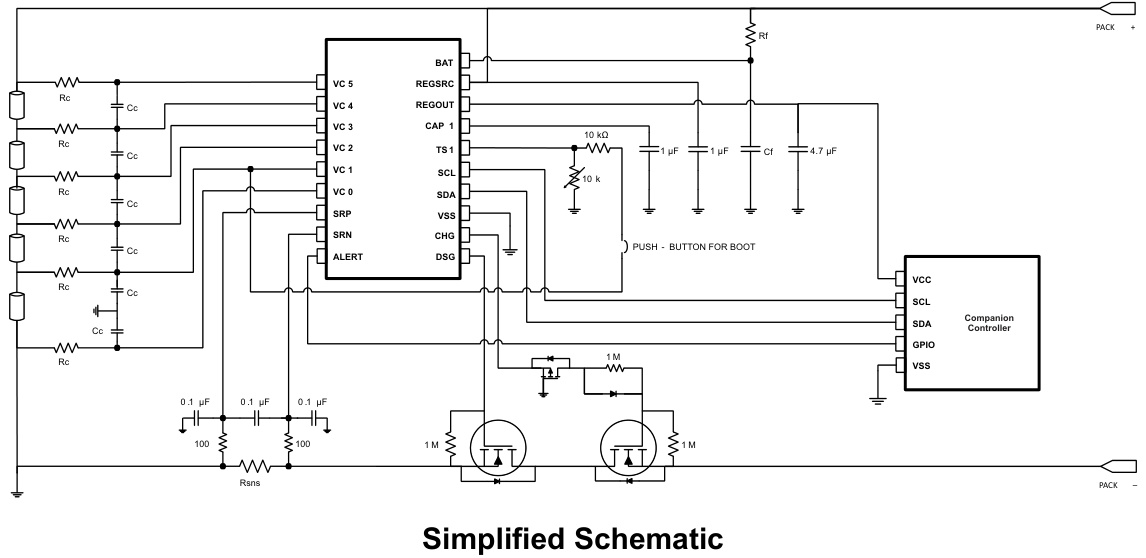 PACK +
Rf
BAT
VC 5
REGSRC
Rc
Cc
VC 4
REGOUT
VC 3
CAP 1
10 kΩ
Rc
VC 2
TS 1
1 µF
1 µF
Cf
4.7 µF
Cc
VC 1
SCL
10 k
Rc
VC 0
SDA
Cc
SRP
VSS
SRN
CHG
Rc
PUSH - BUTTON FOR BOOT
Cc
ALERT
DSG
VCC
Rc
Cc
SCL
Companion
Controller
SDA
Cc
GPIO
Rc
1 M
VSS
0.1 µF
0.1 µF
0.1 µF
100
100
1 M
1 M
Rsns
PACK –
Simplified Schematic